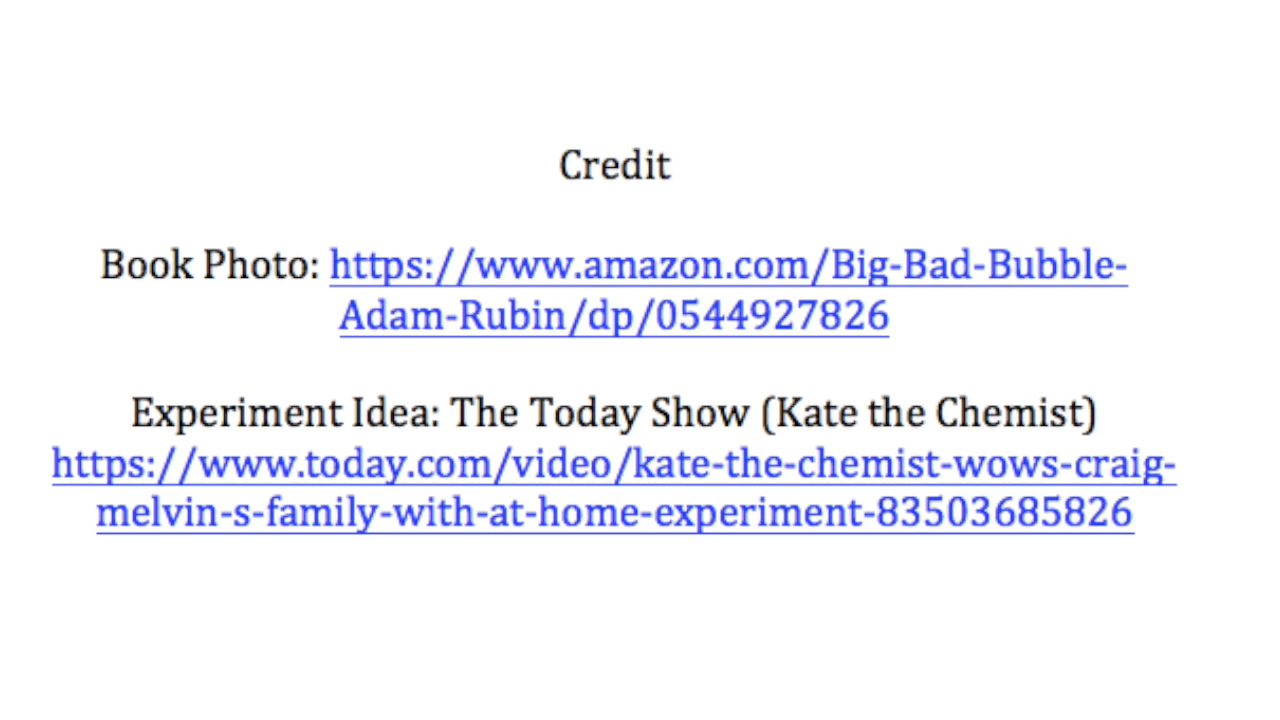 Credit
Book Photo: https://www.amazon.com/Big-Bad-Bubble-
Adam-Rubin/dp/0544927826
Experiment Idea: The Today Show (Kate the Chemist)
https://www.today.com/video/kate-the-chemist-wows-craig-
melvin-s-family-with-at-home-experiment-83503685826